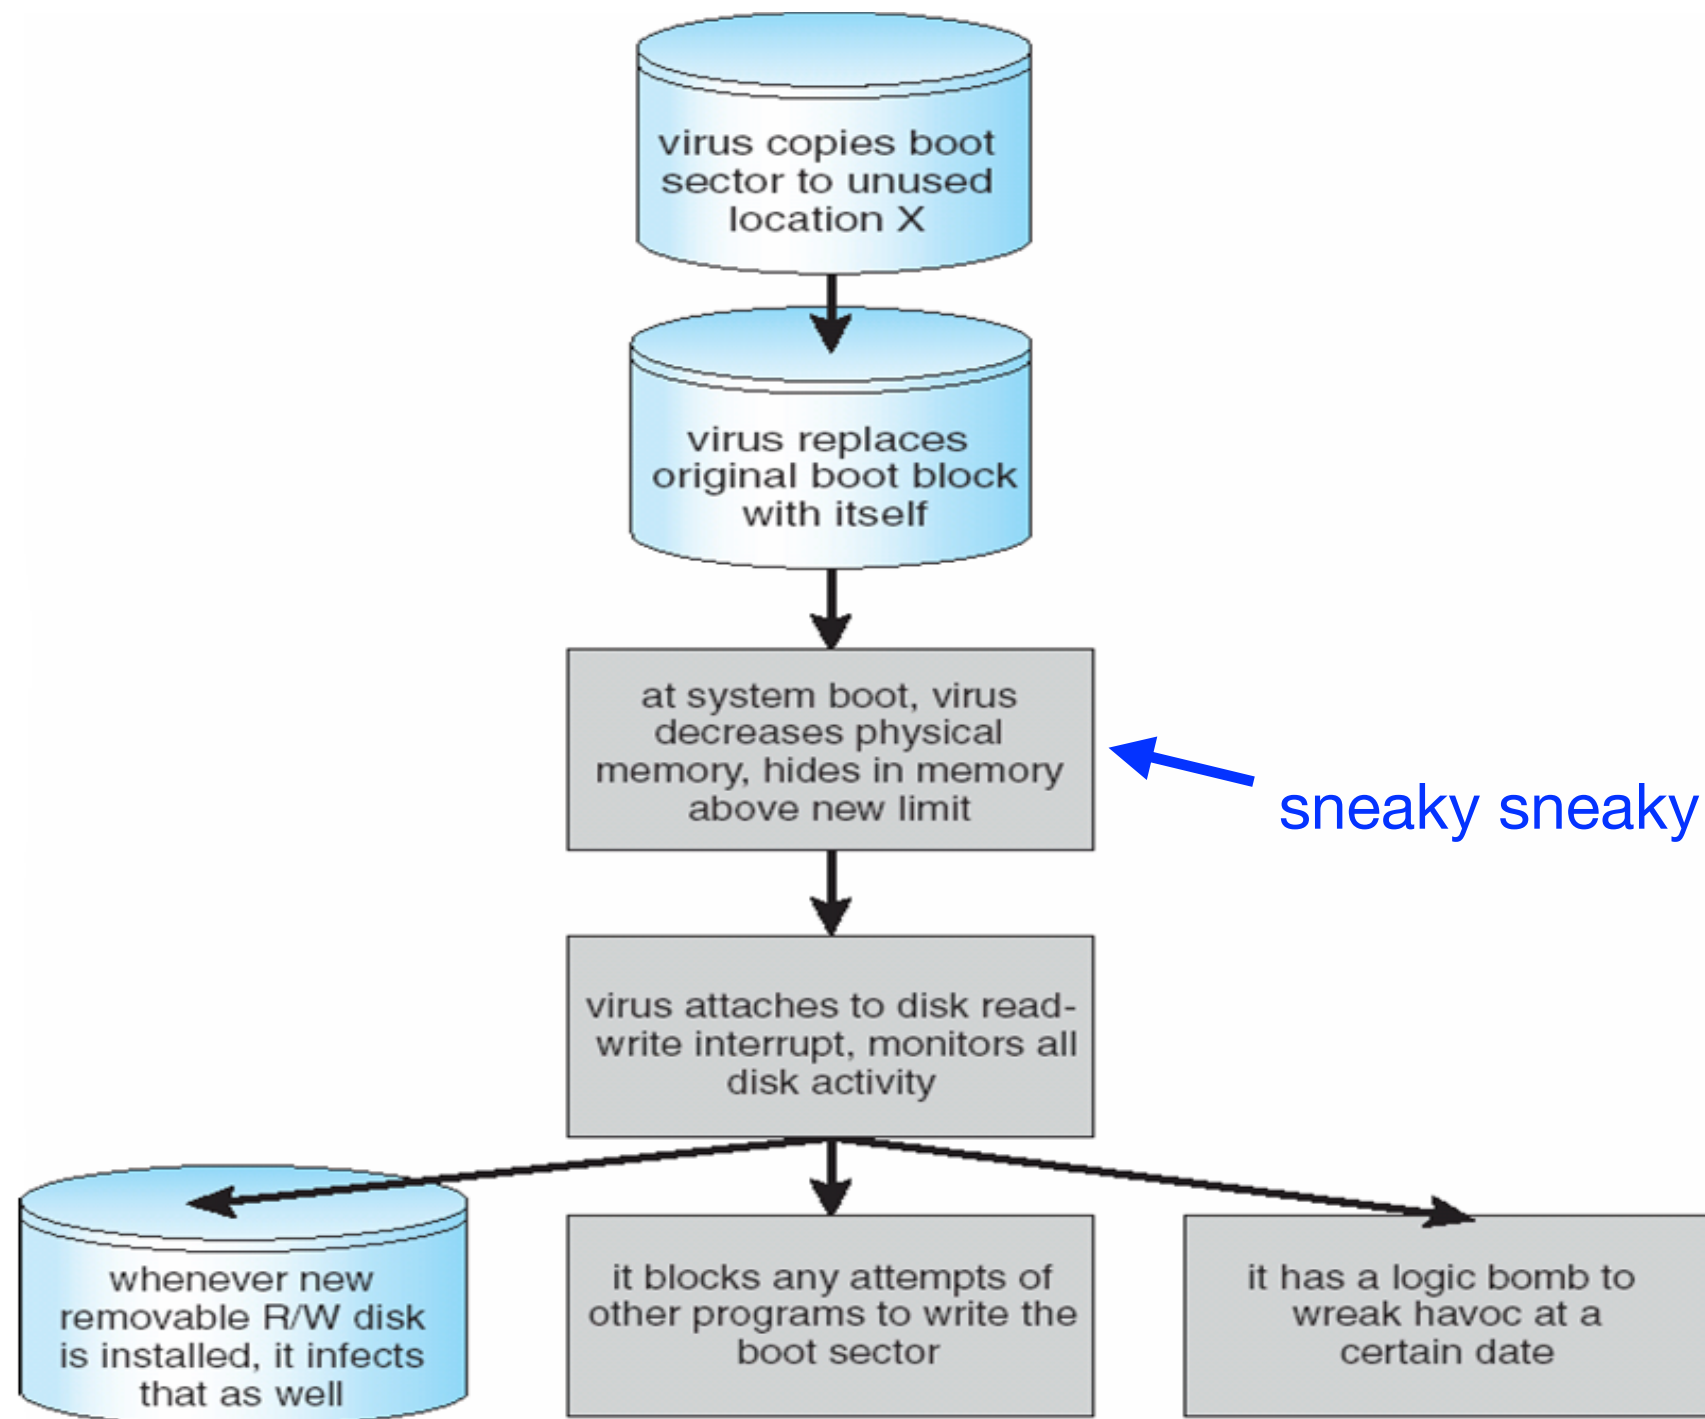 virus copies boot
sector to unused
location X
virus replaces
original boot block
with itself
at system boot, virus
decreases physical
memory, hides in memory
above new limit
sneaky sneaky
virus attaches to disk read-
write interrupt, monitors all
disk activity
whenever new
removable R/W disk
is installed, it infects
that as well
it blocks any attempts of
other programs to write the
boot sector
it has a logic bomb to
wreak havoc at a
certain date